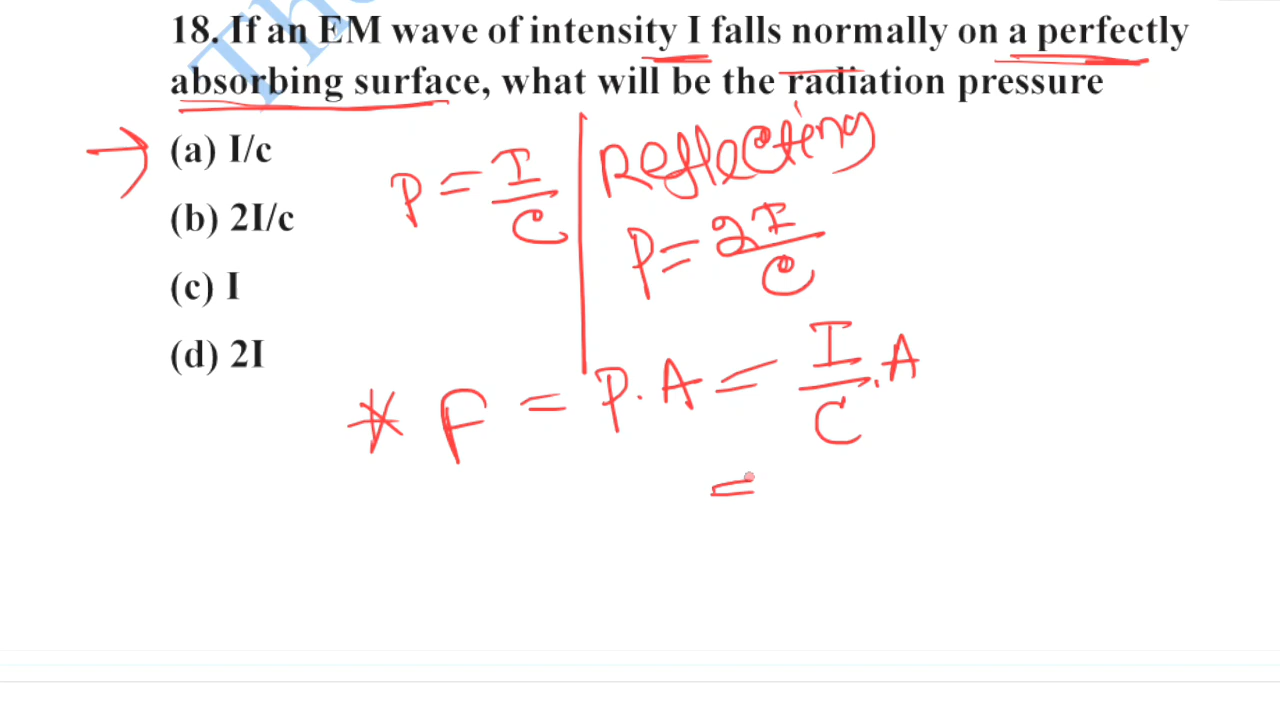 18. If an EM wave of intensity I falls normally on a perfectly
absorbing surface, what will be the radiation pressure
(a) I/c
(b) 2I/c
(c) I
(d) 2I
P = I/C
Reflecting
P = 2I/C
* F = P.A = I/C . A
=
The